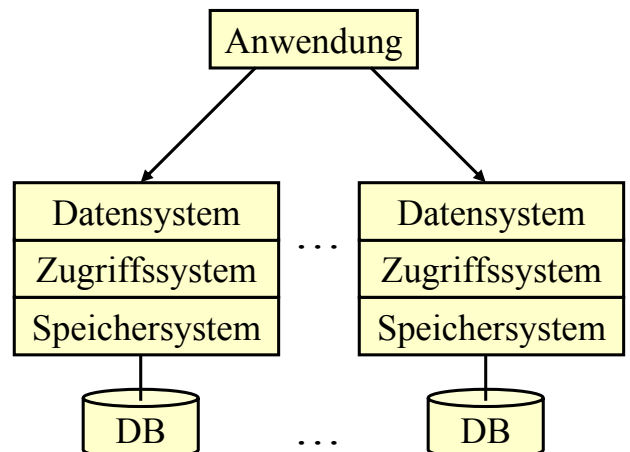 Anwendung
Datensystem Datensystem
...
Zugriffssystem Zugriffssystem
Speichersystem Speichersystem
DB ... DB